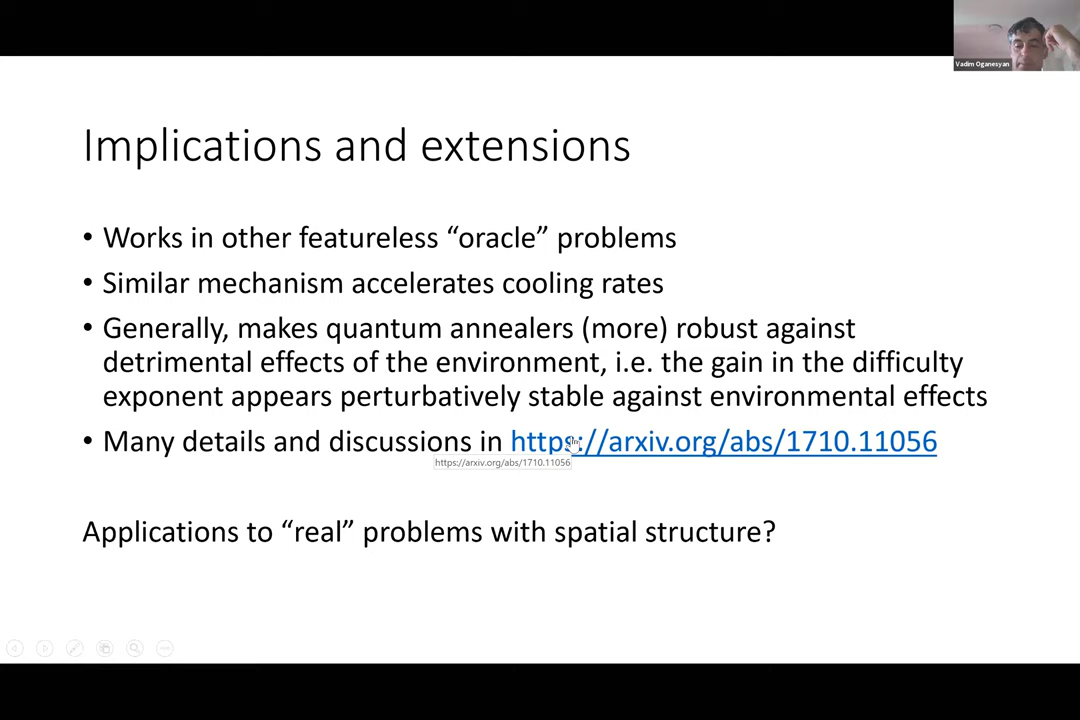 Vadim Oganesyan
Implications and extensions
• Works in other featureless “oracle” problems
• Similar mechanism accelerates cooling rates
• Generally, makes quantum annealers (more) robust against
detrimental effects of the environment, i.e. the gain in the difficulty
exponent appears perturbatively stable against environmental effects
• Many details and discussions in https://arxiv.org/abs/1710.11056
https://arxiv.org/abs/1710.11056
Applications to “real” problems with spatial structure?